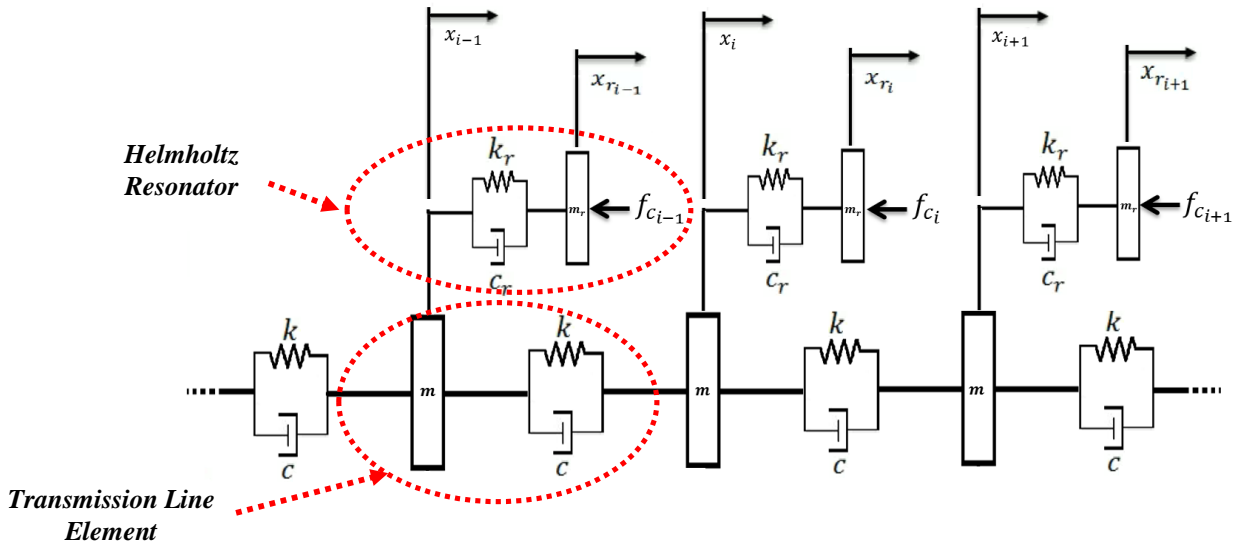 x_{i−1}
x_i
x_{i+1}
x_{r_{i−1}}
x_{r_i}
x_{r_{i+1}}
Helmholtz
Resonator
k_r
k_r
k_r
m_r
f_{c_{i−1}}
m_r
f_{c_i}
m_r
f_{c_{i+1}}
c_r
c_r
c_r
k
k
k
k
m
m
m
c
c
c
c
Transmission Line
Element